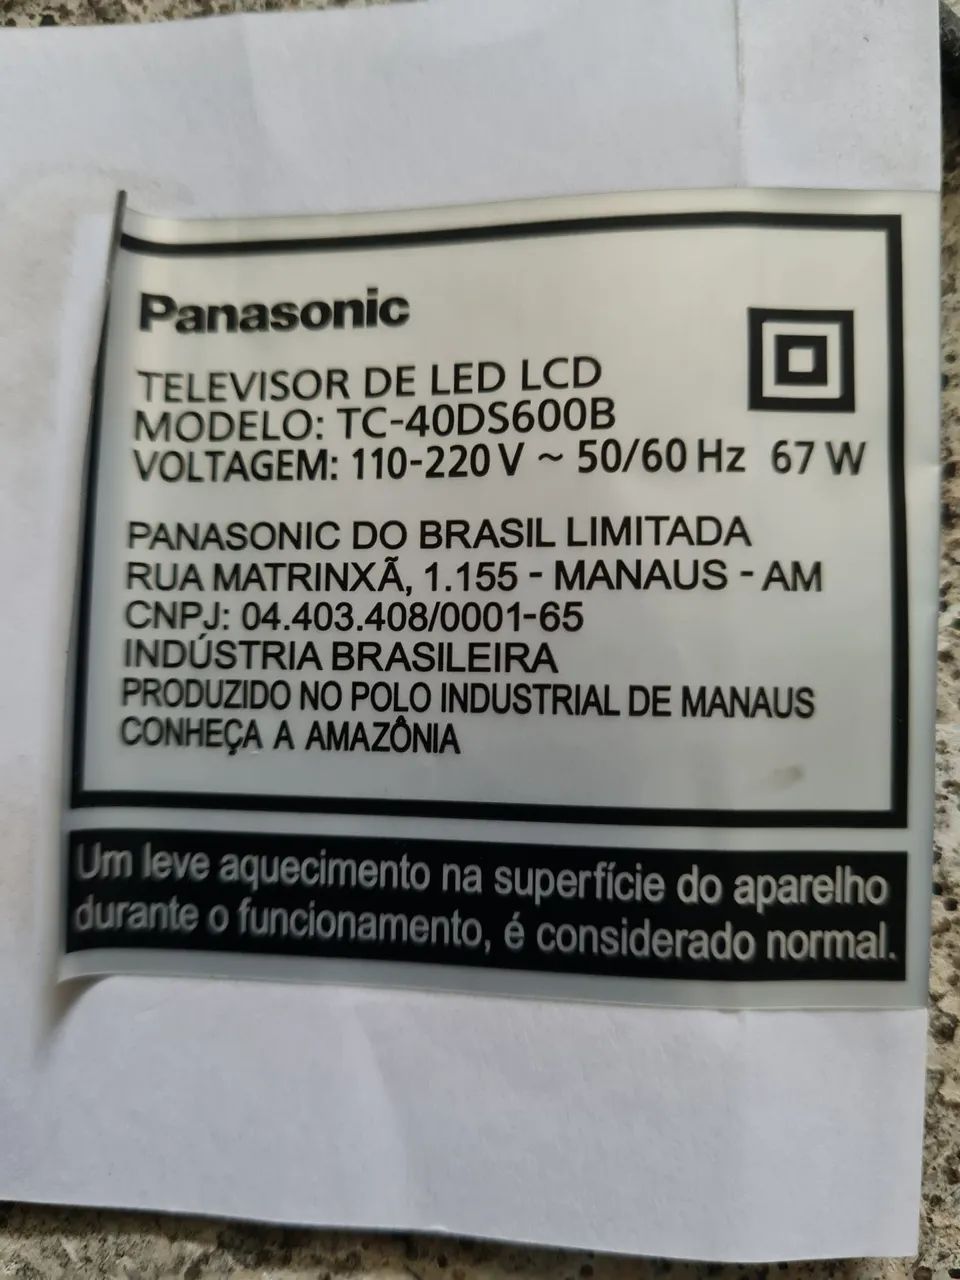 Panasonic
TELEVISOR DE LED LCD
MODELO: TC-40DS600B
VOLTAGEM: 110-220 V ~ 50/60 Hz 67 W
PANASONIC DO BRASIL LIMITADA
RUA MATRINXÃ, 1.155 - MANAUS - AM
CNPJ: 04.403.408/0001-65
INDÚSTRIA BRASILEIRA
PRODUZIDO NO POLO INDUSTRIAL DE MANAUS
CONHEÇA A AMAZÔNIA
Um leve aquecimento na superfície do aparelho
durante o funcionamento, é considerado normal.